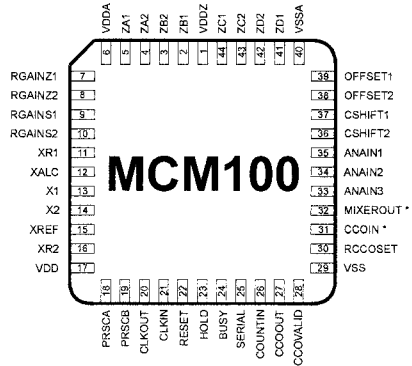 VDDA ZA1 ZA2 ZB2 ZB1 VDDZ ZC1 ZC2 ZD2 ZD1 VSSA
6 5 4 3 2 1 44 43 42 41 40
RGAINZ1 7 39 OFFSET1
RGAINZ2 8 38 OFFSET2
RGAINS1 9 37 CSHIFT1
RGAINS2 10 36 CSHIFT2
XR1 11 35 ANAIN1
XALC 12 34 ANAIN2
X1 13 33 ANAIN3
MCM100
X2 14 32 MIXEROUT *
XREF 15 31 CCOIN *
XR2 16 30 RCCOSET
VDD 17 29 VSS
18 19 20 21 22 23 24 25 26 27 28
PRSCA PRSCB CLKOUT CLKIN RESET HOLD BUSY SERIAL COUNTIN CCOOUT CCOVALID